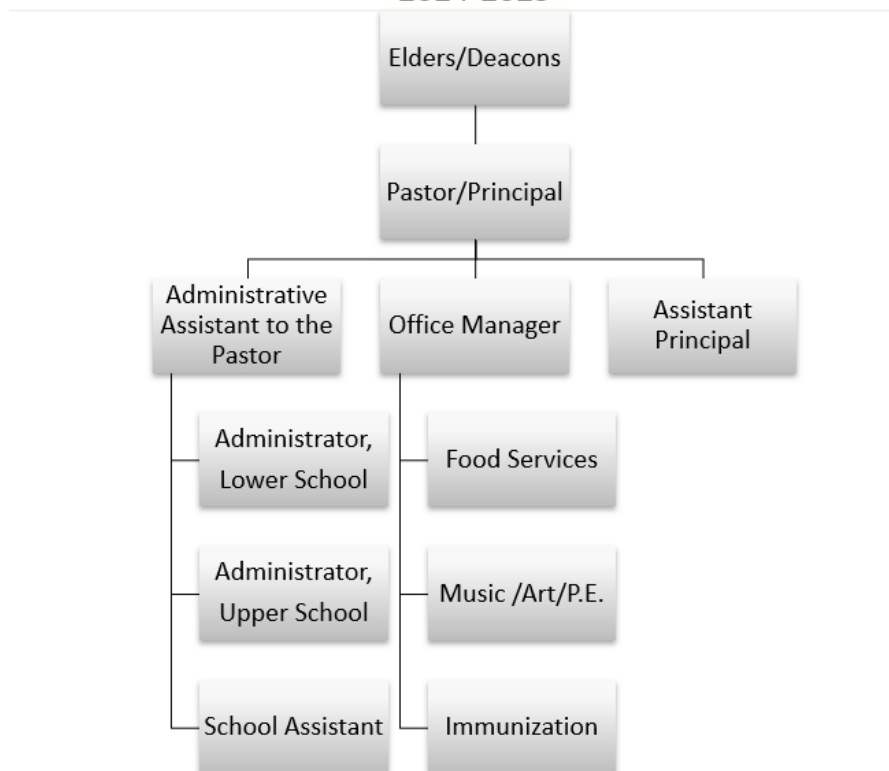 Elders/Deacons
Pastor/Principal
Administrative
Assistant to the
Pastor
Office Manager
Assistant
Principal
Administrator,
Lower School
Food Services
Administrator,
Upper School
Music /Art/P.E.
School Assistant
Immunization